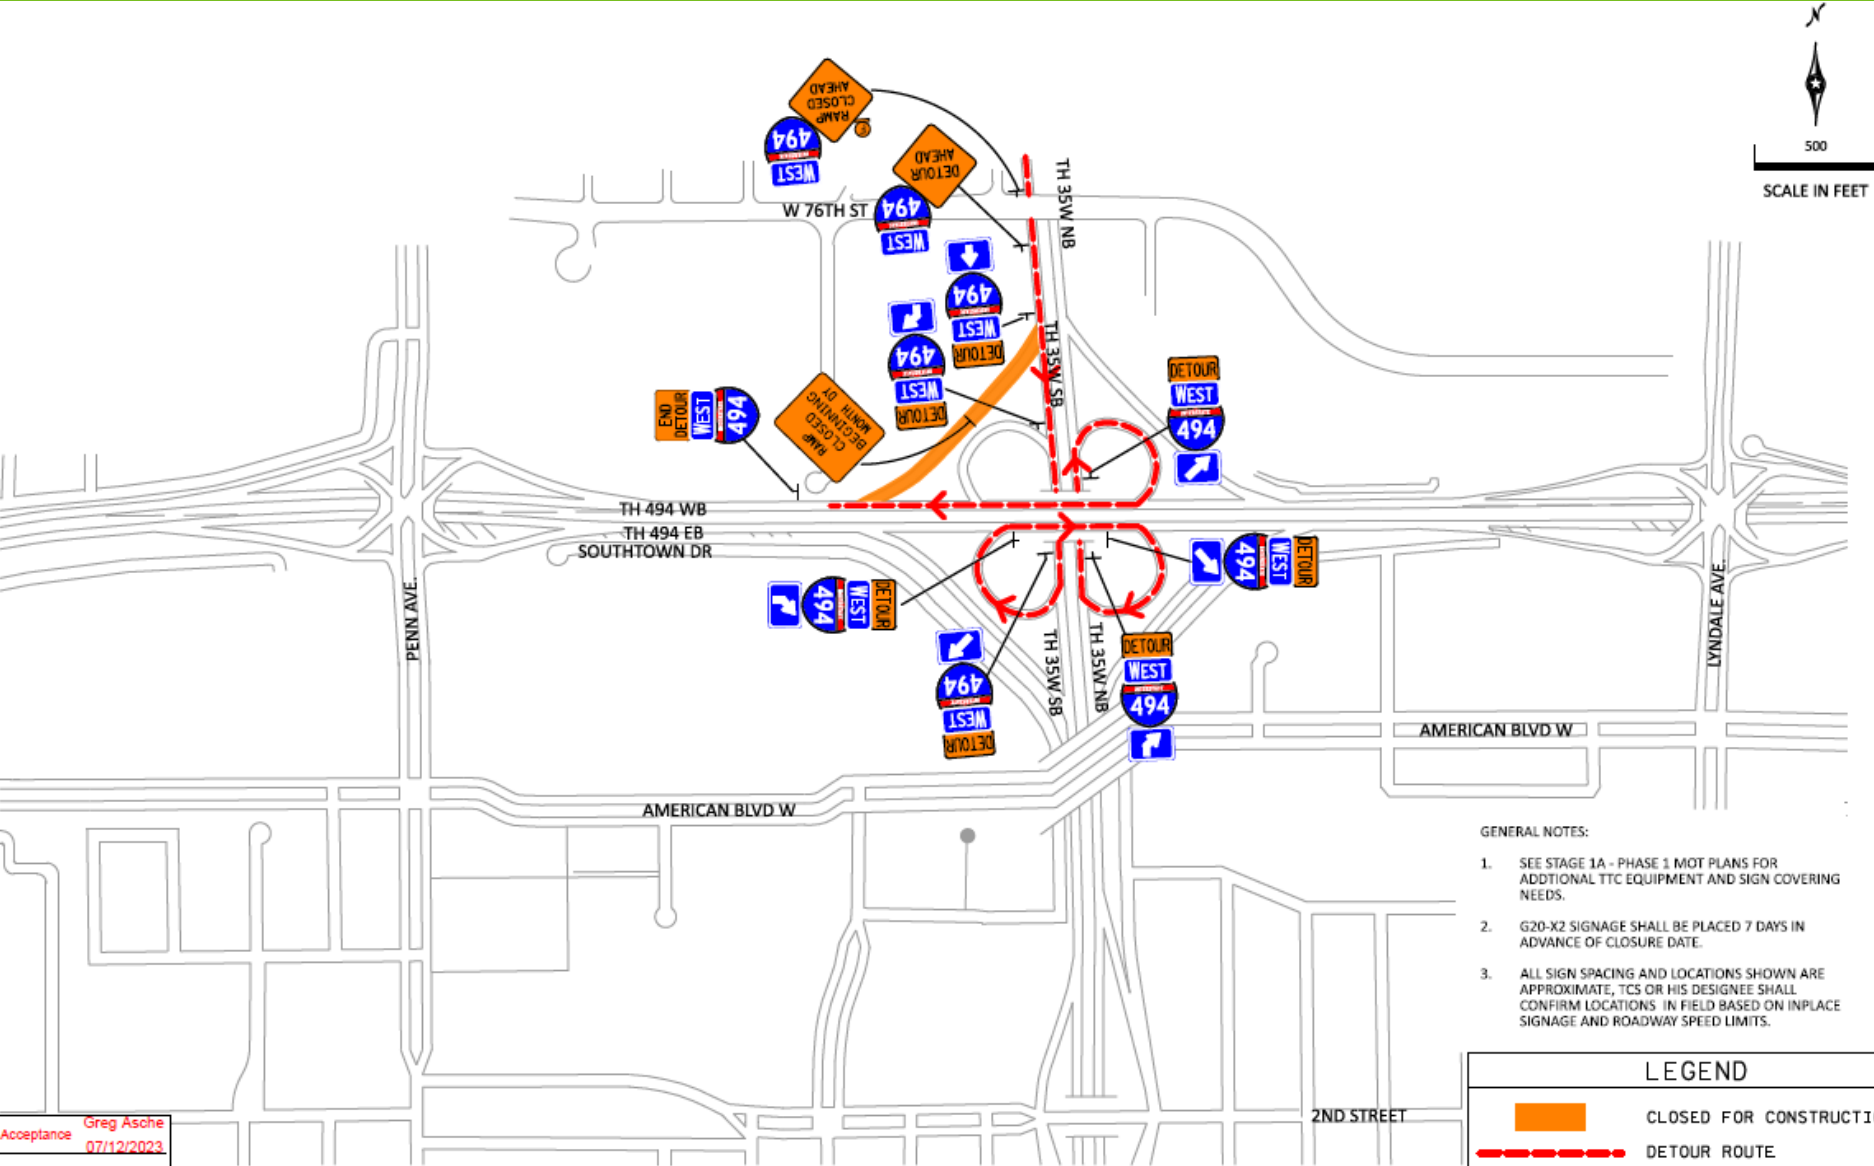 N
500
SCALE IN FEET
RAMP
CLOSED
AHEAD
494
WEST
DETOUR
AHEAD
494
WEST
W 76TH ST
TH 35W NB
494
WEST
DETOUR
494
WEST
DETOUR
TH 35W SB
DETOUR
WEST
494
END
DETOUR
WEST
494
RAMP
CLOSED
BEGINNING
MONTH DY
TH 494 WB
TH 494 EB
SOUTHTOWN DR
DETOUR
WEST
494
DETOUR
WEST
494
PENN AVE.
LYNDALE AVE.
494
WEST
DETOUR
TH 35W SB
TH 35W NB
DETOUR
WEST
494
AMERICAN BLVD W
AMERICAN BLVD W
GENERAL NOTES:
1. SEE STAGE 1A - PHASE 1 MOT PLANS FOR
ADDTIONAL TTC EQUIPMENT AND SIGN COVERING
NEEDS.
2. G20-X2 SIGNAGE SHALL BE PLACED 7 DAYS IN
ADVANCE OF CLOSURE DATE.
3. ALL SIGN SPACING AND LOCATIONS SHOWN ARE
APPROXIMATE, TCS OR HIS DESIGNEE SHALL
CONFIRM LOCATIONS IN FIELD BASED ON INPLACE
SIGNAGE AND ROADWAY SPEED LIMITS.
LEGEND
CLOSED FOR CONSTRUCTI
DETOUR ROUTE
2ND STREET
Acceptance
Greg Asche
07/12/2023